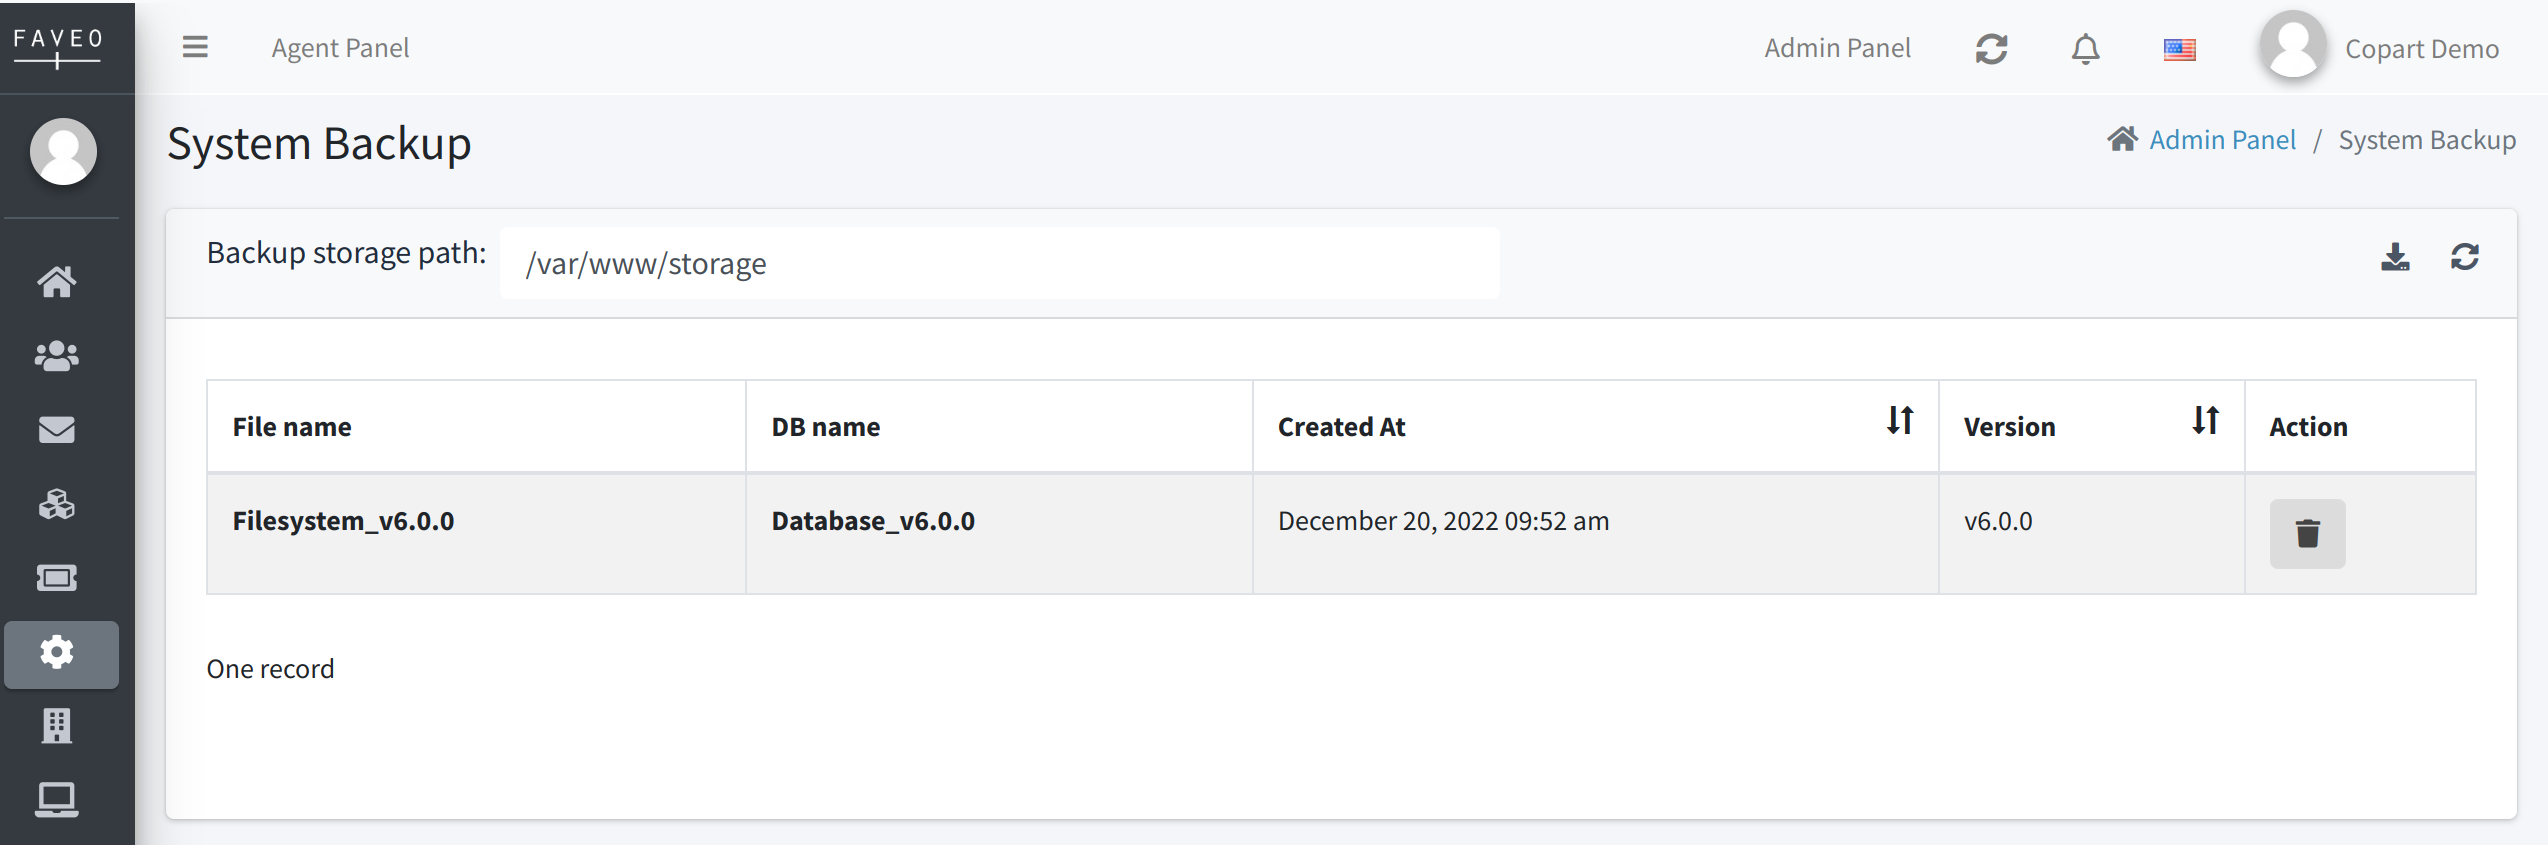 FAVEO
Agent Panel
Admin Panel
Copart Demo
System Backup
Admin Panel / System Backup
Backup storage path: /var/www/storage
File name DB name Created At Version Action
Filesystem_v6.0.0 Database_v6.0.0 December 20, 2022 09:52 am v6.0.0
One record